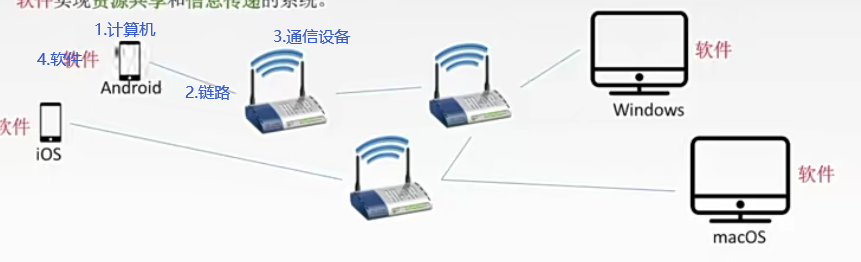 软件实现资源共享和信息传递的系统。
1.计算机
3.通信设备
4.软件
软件
Android
2.链路
软件
Windows
软件
iOS
软件
macOS